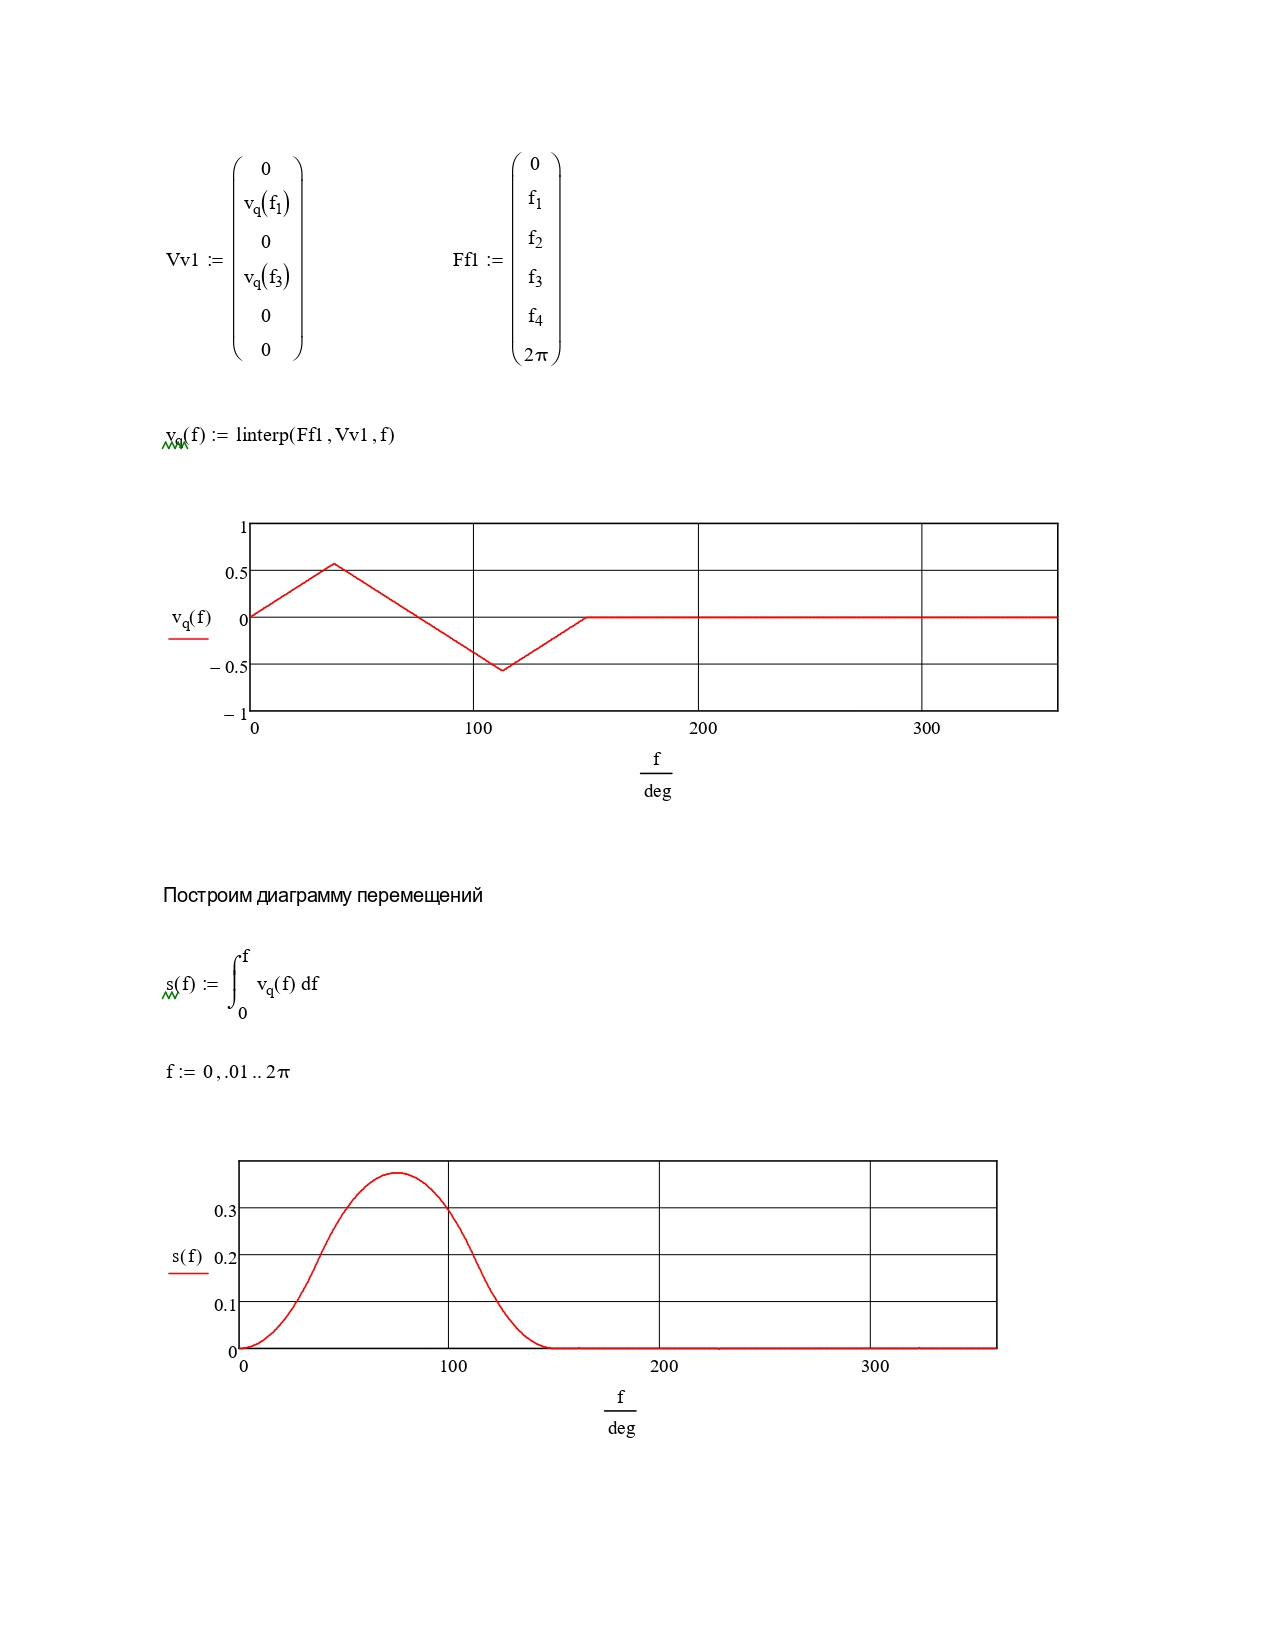 Vv1 := ( 0 v_q(f_1) 0 v_q(f_3) 0 0 )
Ff1 := ( 0 f_1 f_2 f_3 f_4 2π )
v_q(f) := linterp(Ff1 , Vv1 , f)
1
0.5
0
– 0.5
– 1
v_q(f)
0 100 200 300
f
deg
Построим диаграмму перемещений
s(f) := ∫_0^f v_q(f) df
f := 0 , .01 .. 2π
0.3
0.2
0.1
0
s(f)
0 100 200 300
f
deg